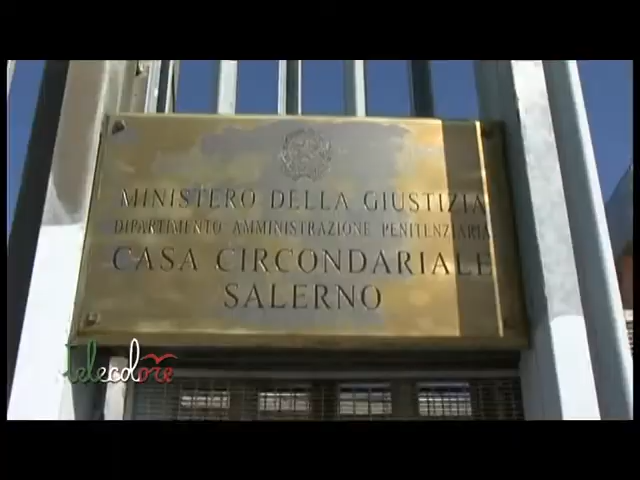 MINISTERO DELLA GIUSTIZIA
DIPARTIMENTO AMMINISTRAZIONE PENITENZIARIA
CASA CIRCONDARIALE
SALERNO
telecolore